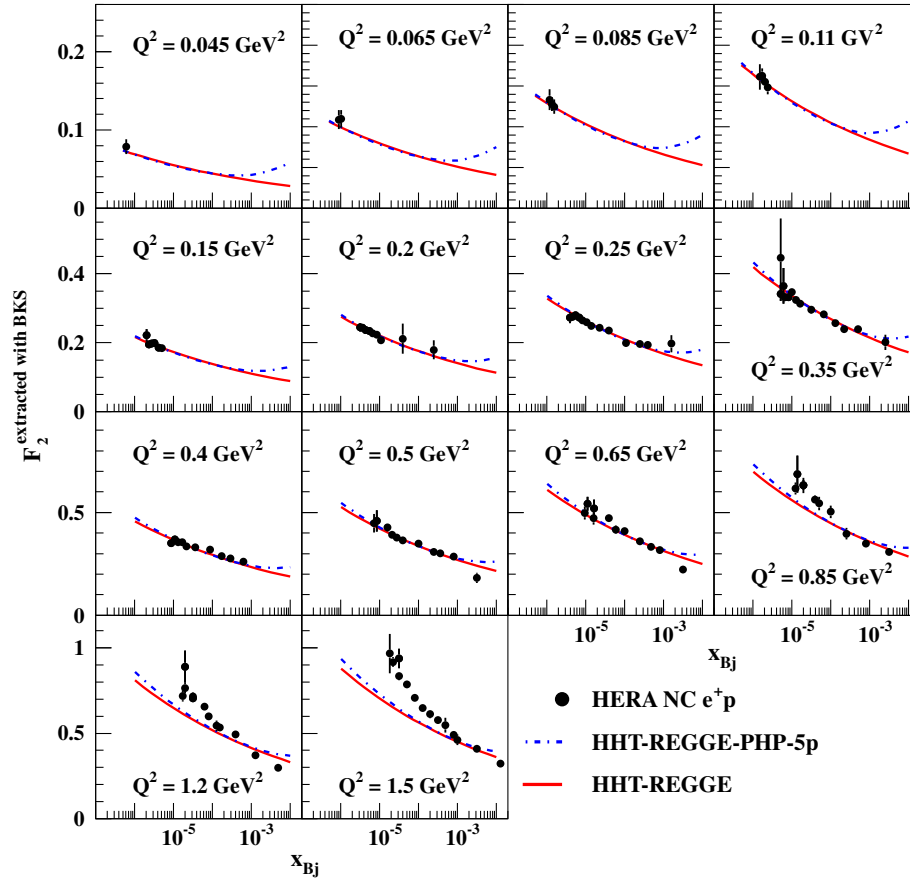 Q² = 0.045 GeV²
Q² = 0.065 GeV²
Q² = 0.085 GeV²
Q² = 0.11 GV²
0.2
0.1
0
Q² = 0.15 GeV²
Q² = 0.2 GeV²
Q² = 0.25 GeV²
Q² = 0.35 GeV²
0.4
0.2
0
F₂^extracted with BKS
Q² = 0.4 GeV²
Q² = 0.5 GeV²
Q² = 0.65 GeV²
Q² = 0.85 GeV²
0.5
0
10⁻⁵ 10⁻³ 10⁻⁵ 10⁻³
x_Bj
Q² = 1.2 GeV²
Q² = 1.5 GeV²
1
0.5
0
10⁻⁵ 10⁻³ 10⁻⁵ 10⁻³
x_Bj
HERA NC e⁺p
HHT-REGGE-PHP-5p
HHT-REGGE